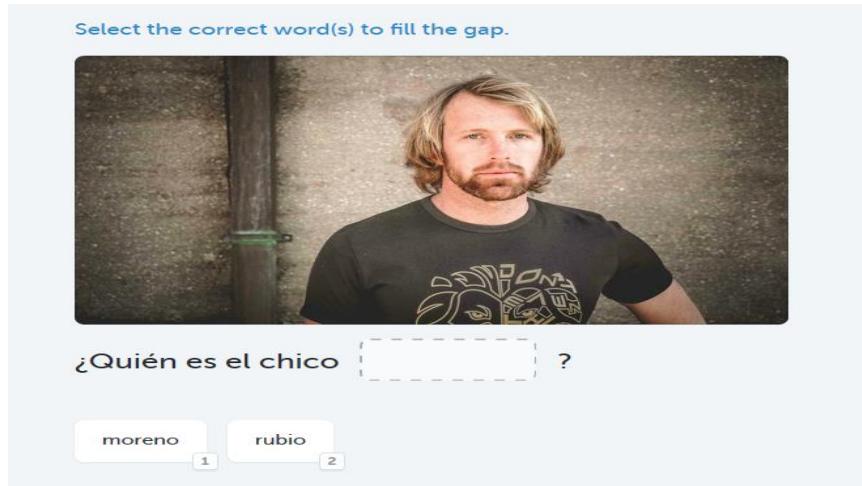 Select the correct word(s) to fill the gap.
¿Quién es el chico ?
moreno rubio
1 2